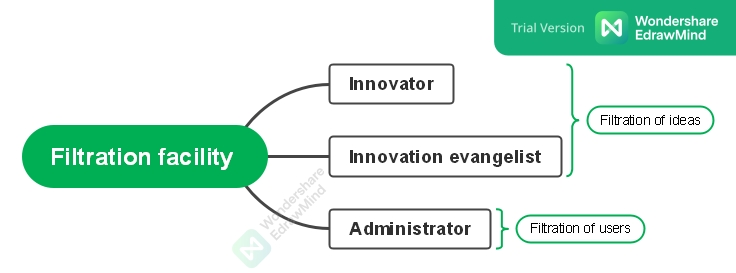 Trial Version
Wondershare
EdrawMind
Innovator
Filtration of ideas
Filtration facility
Innovation evangelist
Administrator
Filtration of users
Wondershare
EdrawMind